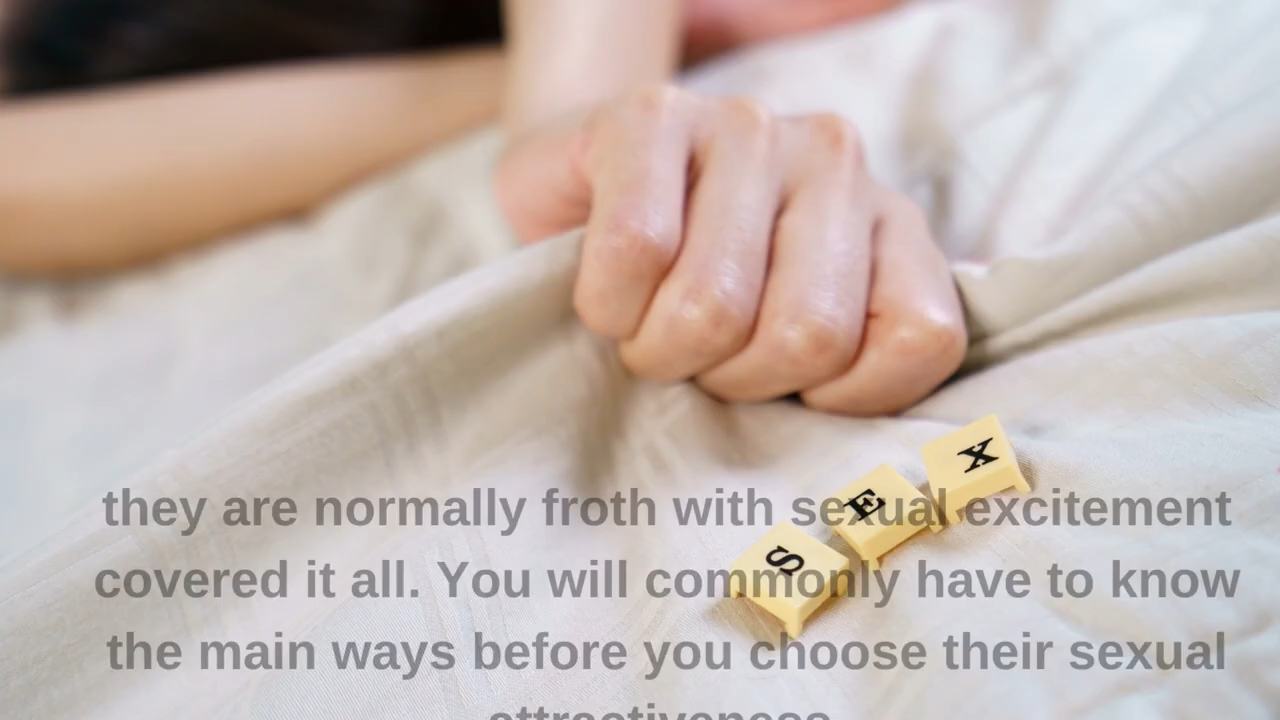 SEX
they are normally froth with sexual excitement
covered it all. You will commonly have to know
the main ways before you choose their sexual
attractiveness